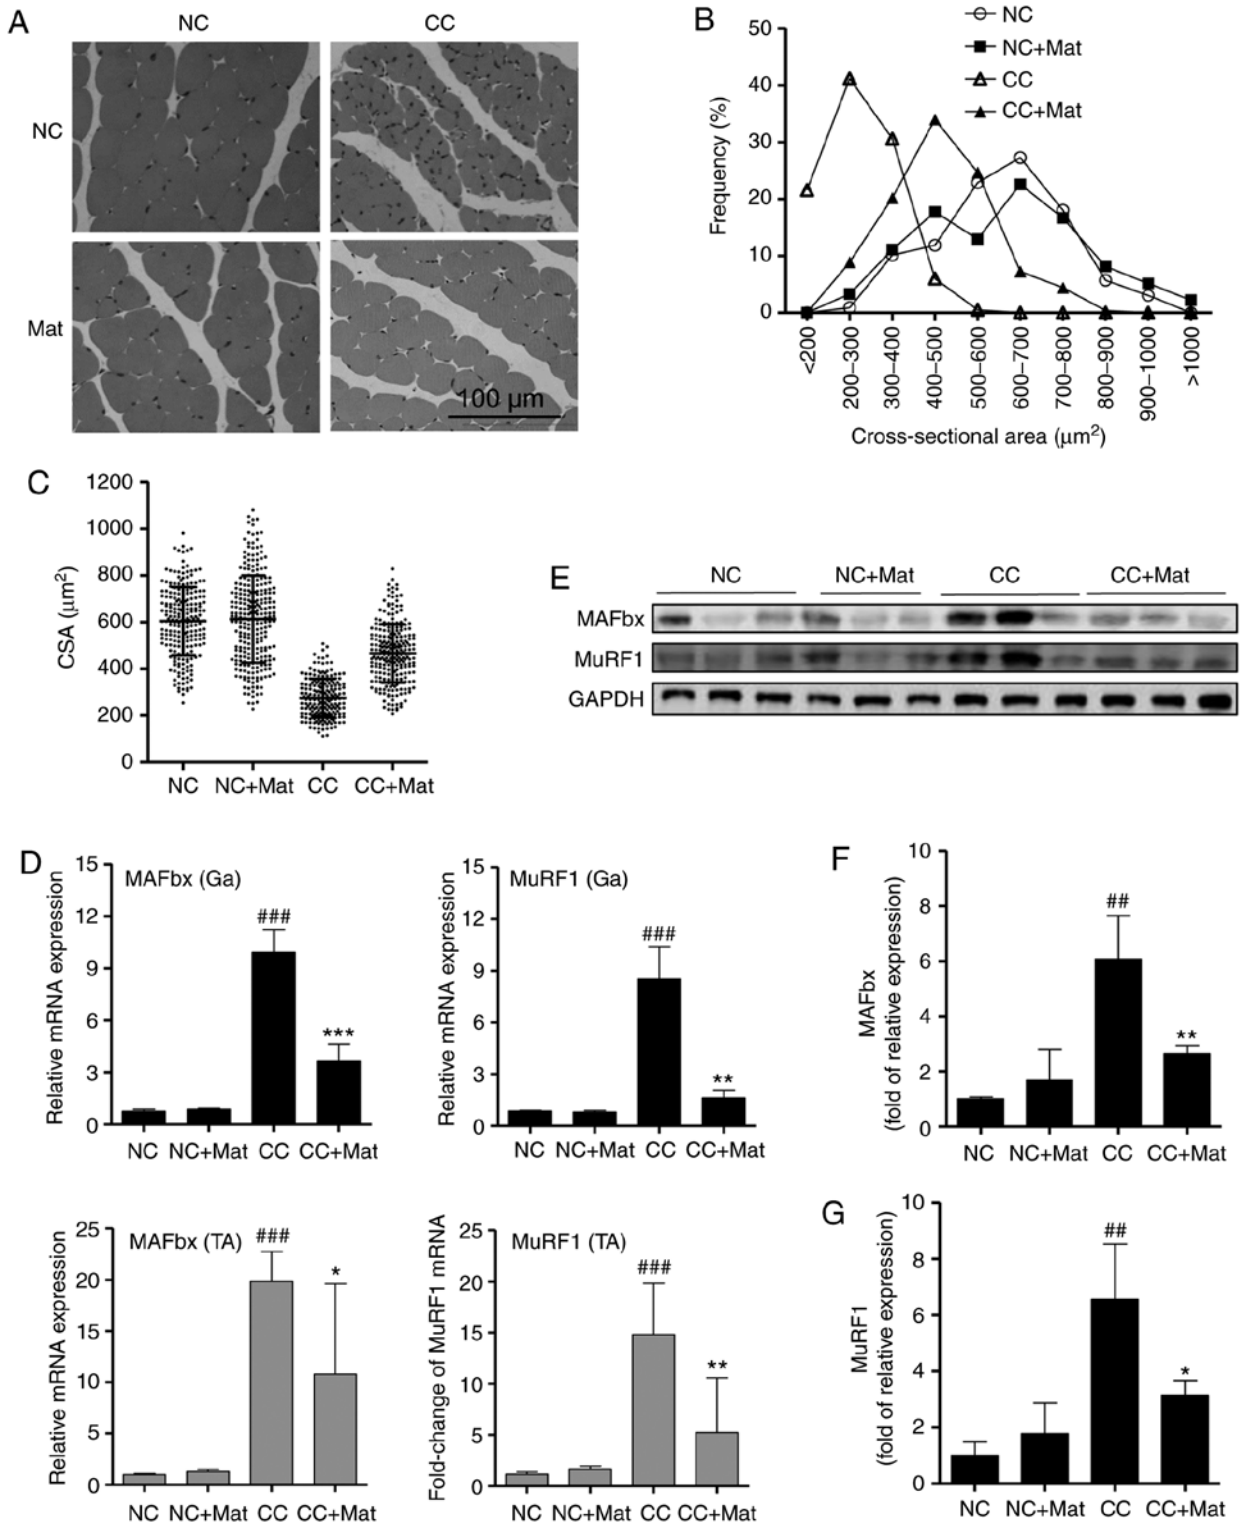 A
NC
CC
NC
Mat
100 μm
B
NC
NC+Mat
CC
CC+Mat
Frequency (%)
50
40
30
20
10
0
<200
200–300
300–400
400–500
500–600
600–700
700–800
800–900
900–1000
>1000
Cross-sectional area (μm²)
C
CSA (μm²)
1200
1000
800
600
400
200
0
NC NC+Mat CC CC+Mat
E
NC NC+Mat CC CC+Mat
MAFbx
MuRF1
GAPDH
D
MAFbx (Ga)
Relative mRNA expression
15
12
9
6
3
0
###
***
NC NC+Mat CC CC+Mat
MuRF1 (Ga)
Relative mRNA expression
15
12
9
6
3
0
###
**
NC NC+Mat CC CC+Mat
MAFbx (TA)
Relative mRNA expression
25
20
15
10
5
0
###
*
NC NC+Mat CC CC+Mat
MuRF1 (TA)
Fold-change of MuRF1 mRNA
25
20
15
10
5
0
###
**
NC NC+Mat CC CC+Mat
F
MAFbx
(fold of relative expression)
10
8
6
4
2
0
##
**
NC NC+Mat CC CC+Mat
G
MuRF1
(fold of relative expression)
10
8
6
4
2
0
##
*
NC NC+Mat CC CC+Mat